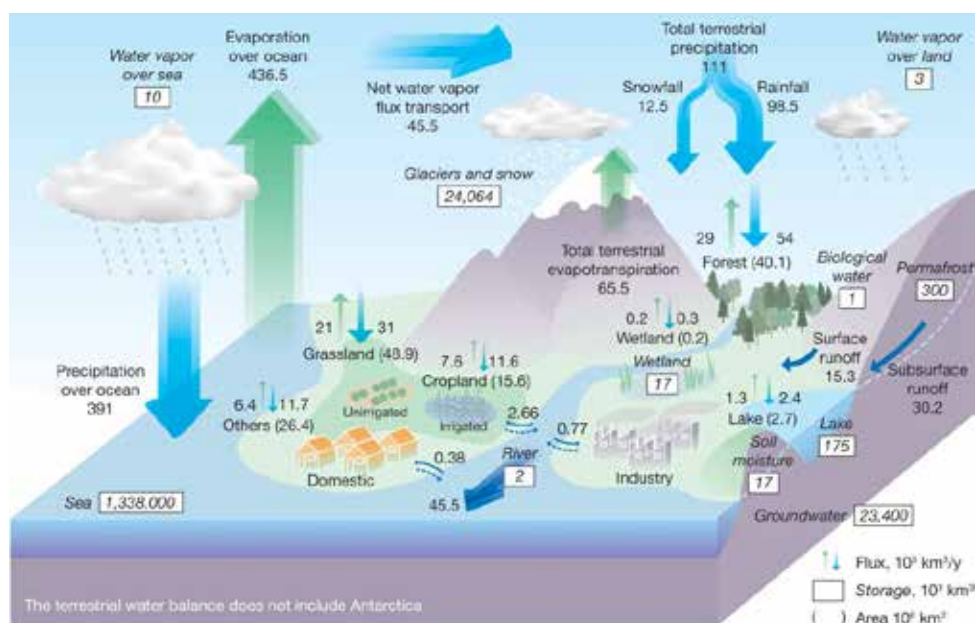 Water vapor
over sea
10
Evaporation
over ocean
436.5
Net water vapor
flux transport
45.5
Total terrestrial
precipitation
111
Snowfall
12.5
Rainfall
98.5
Water vapor
over land
3
Glaciers and snow
24,064
Total terrestrial
evapotranspiration
65.5
29
54
Forest (40.1)
Biological
water
1
Permafrost
300
21
31
Grassland (48.9)
0.2
0.3
Wetland (0.2)
Wetland
17
Surface
runoff
15.3
Subsurface
runoff
30.2
Precipitation
over ocean
391
7.6
11.6
Cropland (15.6)
6.4
11.7
Others (26.4)
Unirrigated
Irrigated
2.66
0.77
1.3
2.4
Lake (2.7)
Lake
175
Soil
moisture
17
0.38
Domestic
River
2
Industry
45.5
Sea
1,338,000
Groundwater
23,400
Flux, 10³ km³/y
Storage, 10³ km³
Area 10⁶ km²
The terrestrial water balance does not include Antarctica